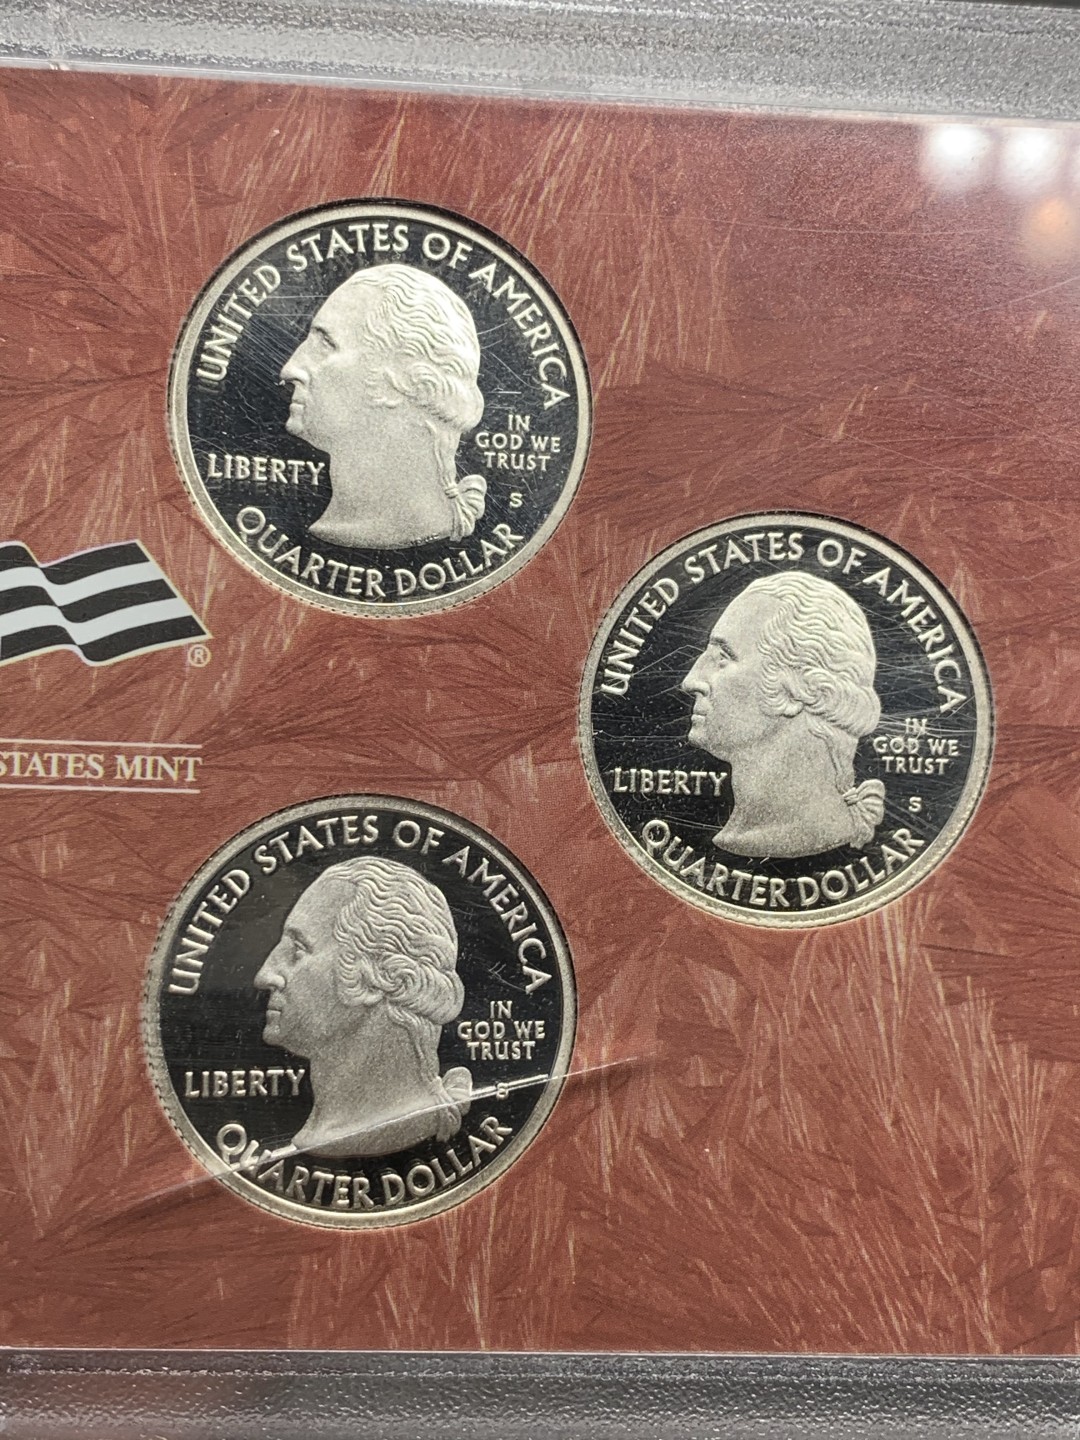 UNITED STATES OF AMERICA
IN
GOD WE
TRUST
LIBERTY
S
QUARTER DOLLAR
UNITED STATES OF AMERICA
IN
GOD WE
TRUST
LIBERTY
S
QUARTER DOLLAR
®
STATES MINT
UNITED STATES OF AMERICA
IN
GOD WE
TRUST
LIBERTY
S
QUARTER DOLLAR